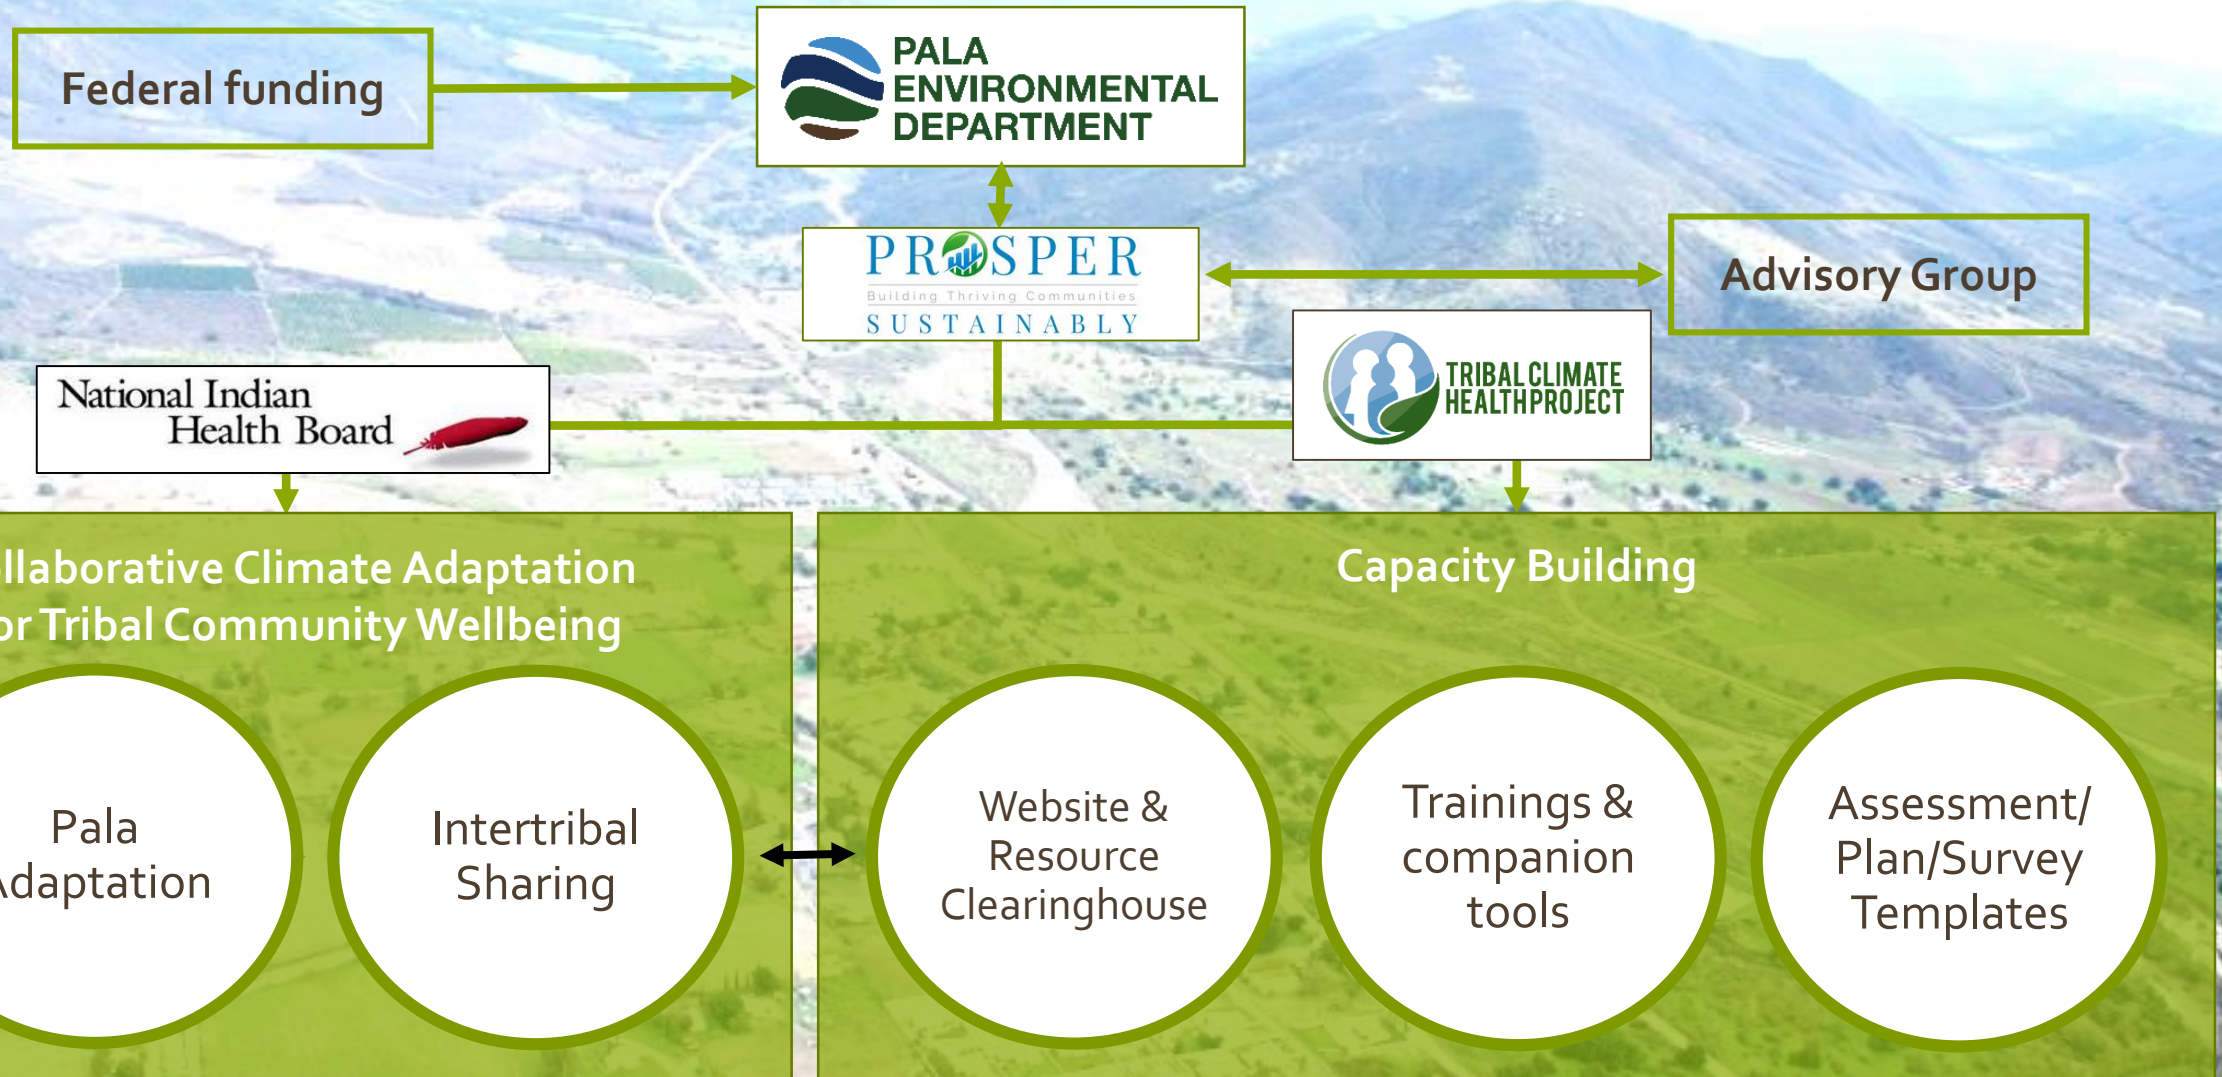 Federal funding
PALA
ENVIRONMENTAL
DEPARTMENT
PROSPER
Building Thriving Communities
SUSTAINABLY
Advisory Group
National Indian
Health Board
TRIBAL CLIMATE
HEALTH PROJECT
ollaborative Climate Adaptation
or Tribal Community Wellbeing
Capacity Building
Pala
Adaptation
Intertribal
Sharing
Website &
Resource
Clearinghouse
Trainings &
companion
tools
Assessment/
Plan/Survey
Templates